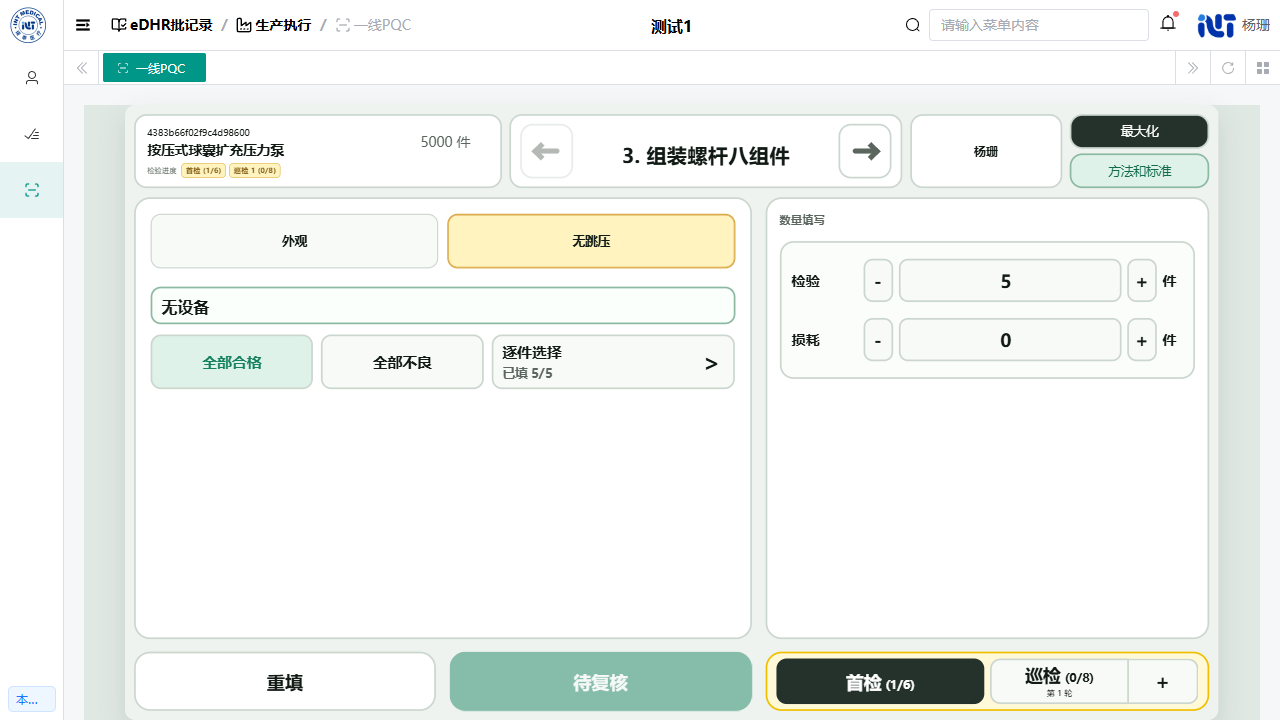 eDHR批记录 / 生产执行 / 一线PQC
测试1
请输入菜单内容
杨珊
一线PQC
4383b66f02f9c4d98600
按压式球囊扩充压力泵
5000 件
检验进度 首检 (1/6) 巡检 1 (0/8)
3. 组装螺杆八组件
杨珊
最大化
方法和标准
外观
无跳压
无设备
全部合格
全部不良
逐件选择
已填 5/5
>
数量填写
检验 - 5 + 件
损耗 - 0 + 件
重填
待复核
首检 (1/6)
巡检 (0/8)
第 1 轮
+
本...